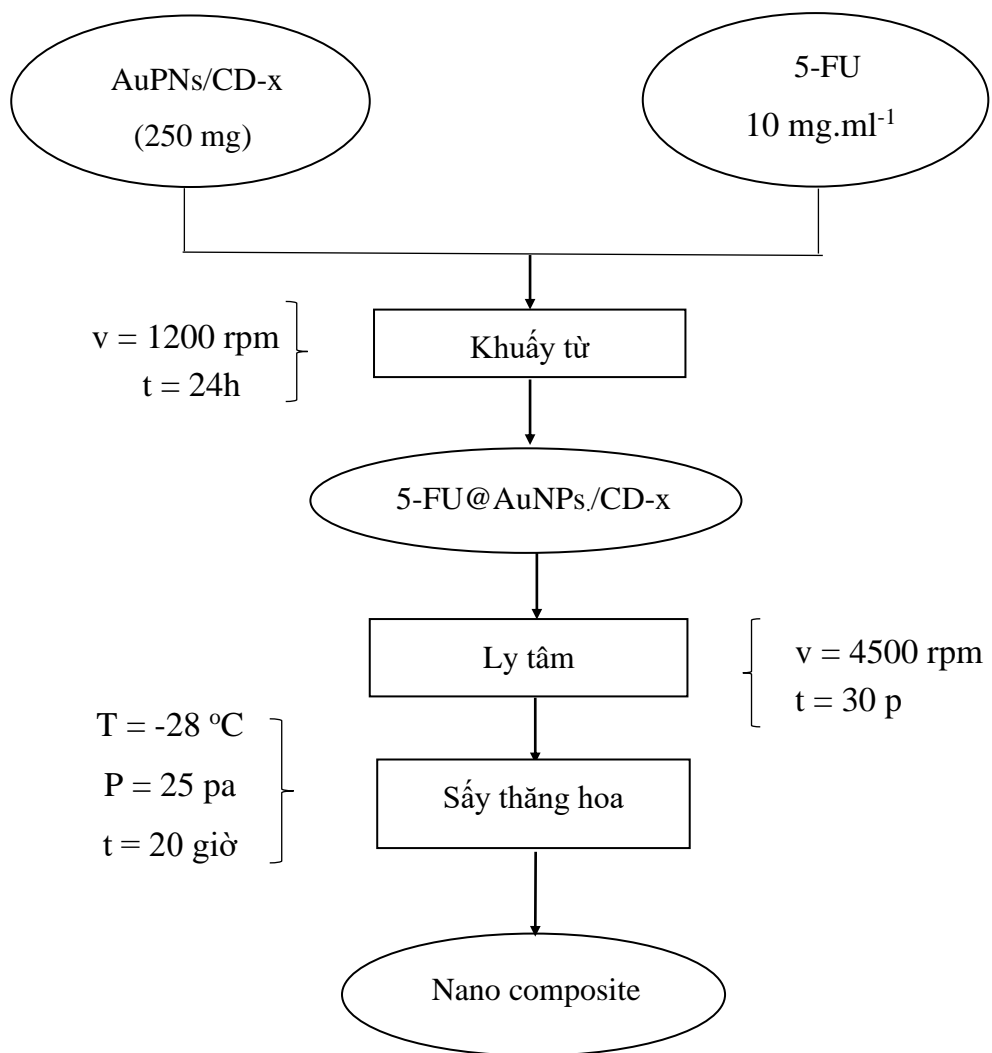 AuPNs/CD-x
(250 mg)
5-FU
10 mg.ml⁻¹
v = 1200 rpm
t = 24h
Khuấy từ
5-FU@AuNPs./CD-x
Ly tâm
v = 4500 rpm
t = 30 p
T = -28 ºC
P = 25 pa
t = 20 giờ
Sấy thăng hoa
Nano composite